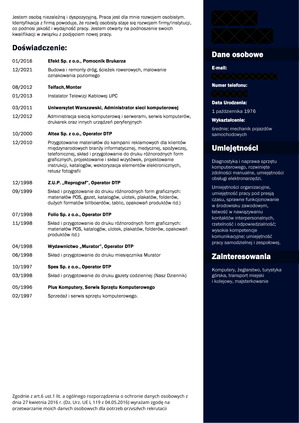 Jestem osobą niezależną i dyspozycyjną. Praca jest dla mnie rozwojem osobistym.
Identyfikacja z firmą powoduje, że rozwój osobisty staje się rozwojem firmy/instytucji,
co podnosi jakość i wydajność pracy. Jestem otwarty na podnoszenie swoich
kwalifikacji w związku z podjęciem nowej pracy.
Doświadczenie:
01/2016 Efekt Sp. z o.o., Pomocnik Brukarza
12/2021 Budowa i remonty dróg, ścieżek rowerowych, malowanie
oznakowania poziomego
08/2012 Telfach,Monter
01/2013 Instalator Telewizji Kablowej UPC
03/2011 Uniwersytet Warszawski, Administrator sieci komputerowej
12/2012 Administracja siecią komputerową i serwerami, serwis komputerów,
drukarek oraz innych urządzeń peryferyjnych
10/2000 Altea Sp. z o.o., Operator DTP
12/2010 Przygotowanie materiałów do kampanii reklamowych dla klientów
międzynarodowych branży informatycznej, medycznej, spożywczej,
telefonicznej, skład i przygotowanie do druku różnorodnych form
graficznych, projektowanie i skład wizytówek, projektowanie
instrukcji, katalogów, wektoryzacja elementów elektronicznych,
retusz fotografii
12/1998 Z.U.P. „Reprograf", Operator DTP
09/1999 Skład i przygotowanie do druku różnorodnych form graficznych:
materiałów POS, gazet, katalogów, ulotek, plakatów, folderów,
dużych formatów billboardów, tablic, opakowań produktów itd.)
07/1998 Folio Sp. z o.o., Operator DTP
11/1998 Skład i przygotowanie do druku różnorodnych form graficznych:
materiałów POS, katalogów, ulotek, plakatów, folderów, opakowań
produktów itd.)
04/1998 Wydawnictwo „Murator", Operator DTP
06/1998 Skład i przygotowanie do druku miesięcznika Murator
10/1997 Spes Sp. z o.o., Operator DTP
03/1998 Skład i przygotowanie do druku gazety codziennej (Nasz Dziennik)
05/1996 Plus Komputery, Serwis Sprzętu Komputerowego
02/1997 Sprzedaż i serwis sprzętu komputerowego
Zgodnie z art.6 ust.1 lit. a ogólnego rozporządzenia o ochronie danych osobowych z
dnia 27 kwietnia 2016 r. (Dz. Urz. UE L 119 z 04.05.2016) wyrażam zgodę na
przetwarzanie moich danych osobowych dla potrzeb przyszłych rekrutacji
Dane osobowe
E-mail:
Numer telefonu:
Data Urodzenia:
1 października 1976
Wykształcenie:
średnie; mechanik pojazdów
samochodowych
Umiejętności
Diagnostyka i naprawa sprzętu
komputerowego, rozwinięte
zdolności manualne, umiejętności
obsługi elektronarzędzi,
Umiejętności organizacyjne,
umiejętność pracy pod presją
czasu, sprawne funkcjonowanie
w środowisku zawodowym,
łatwość w nawiązywaniu
kontaktów interpersonalnych,
rzetelność i odpowiedzialność;
wysokie kompetencje
komunikacyjne; umiejętność
pracy samodzielnej i zespołowej.
Zainteresowania
Komputery, żeglarstwo, turystyka
górska, transport miejski
i kolejowy, majsterkowanie